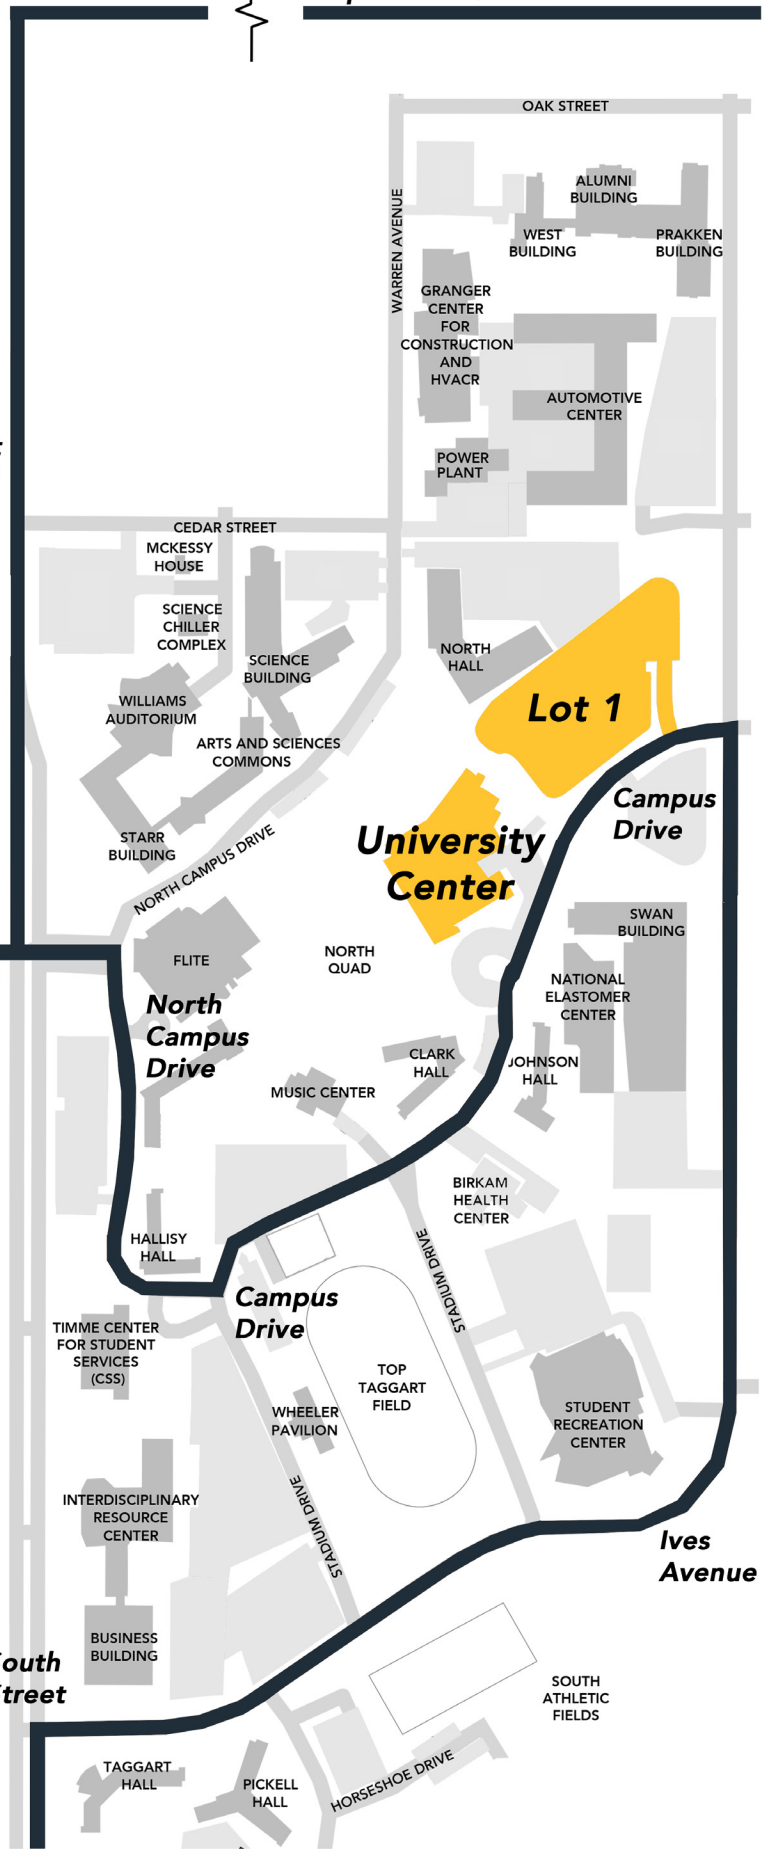 OAK STREET
ALUMNI
BUILDING
WEST
BUILDING
PRAKKEN
BUILDING
WARREN AVENUE
GRANGER
CENTER
FOR
CONSTRUCTION
AND
HVACR
AUTOMOTIVE
CENTER
POWER
PLANT
CEDAR STREET
MCKESSY
HOUSE
SCIENCE
CHILLER
COMPLEX
SCIENCE
BUILDING
NORTH
HALL
WILLIAMS
AUDITORIUM
Lot 1
ARTS AND SCIENCES
COMMONS
Campus
Drive
STARR
BUILDING
NORTH CAMPUS DRIVE
University
Center
SWAN
BUILDING
FLITE
NORTH
QUAD
NATIONAL
ELASTOMER
CENTER
North
Campus
Drive
CLARK
HALL
JOHNSON
HALL
MUSIC CENTER
BIRKAM
HEALTH
CENTER
HALLISY
HALL
STADIUM DRIVE
Campus
Drive
TIMME CENTER
FOR STUDENT
SERVICES
(CSS)
TOP
TAGGART
FIELD
WHEELER
PAVILION
STUDENT
RECREATION
CENTER
INTERDISCIPLINARY
RESOURCE
CENTER
STADIUM DRIVE
Ives
Avenue
BUSINESS
BUILDING
outh
treet
SOUTH
ATHLETIC
FIELDS
TAGGART
HALL
PICKELL
HALL
HORSESHOE DRIVE